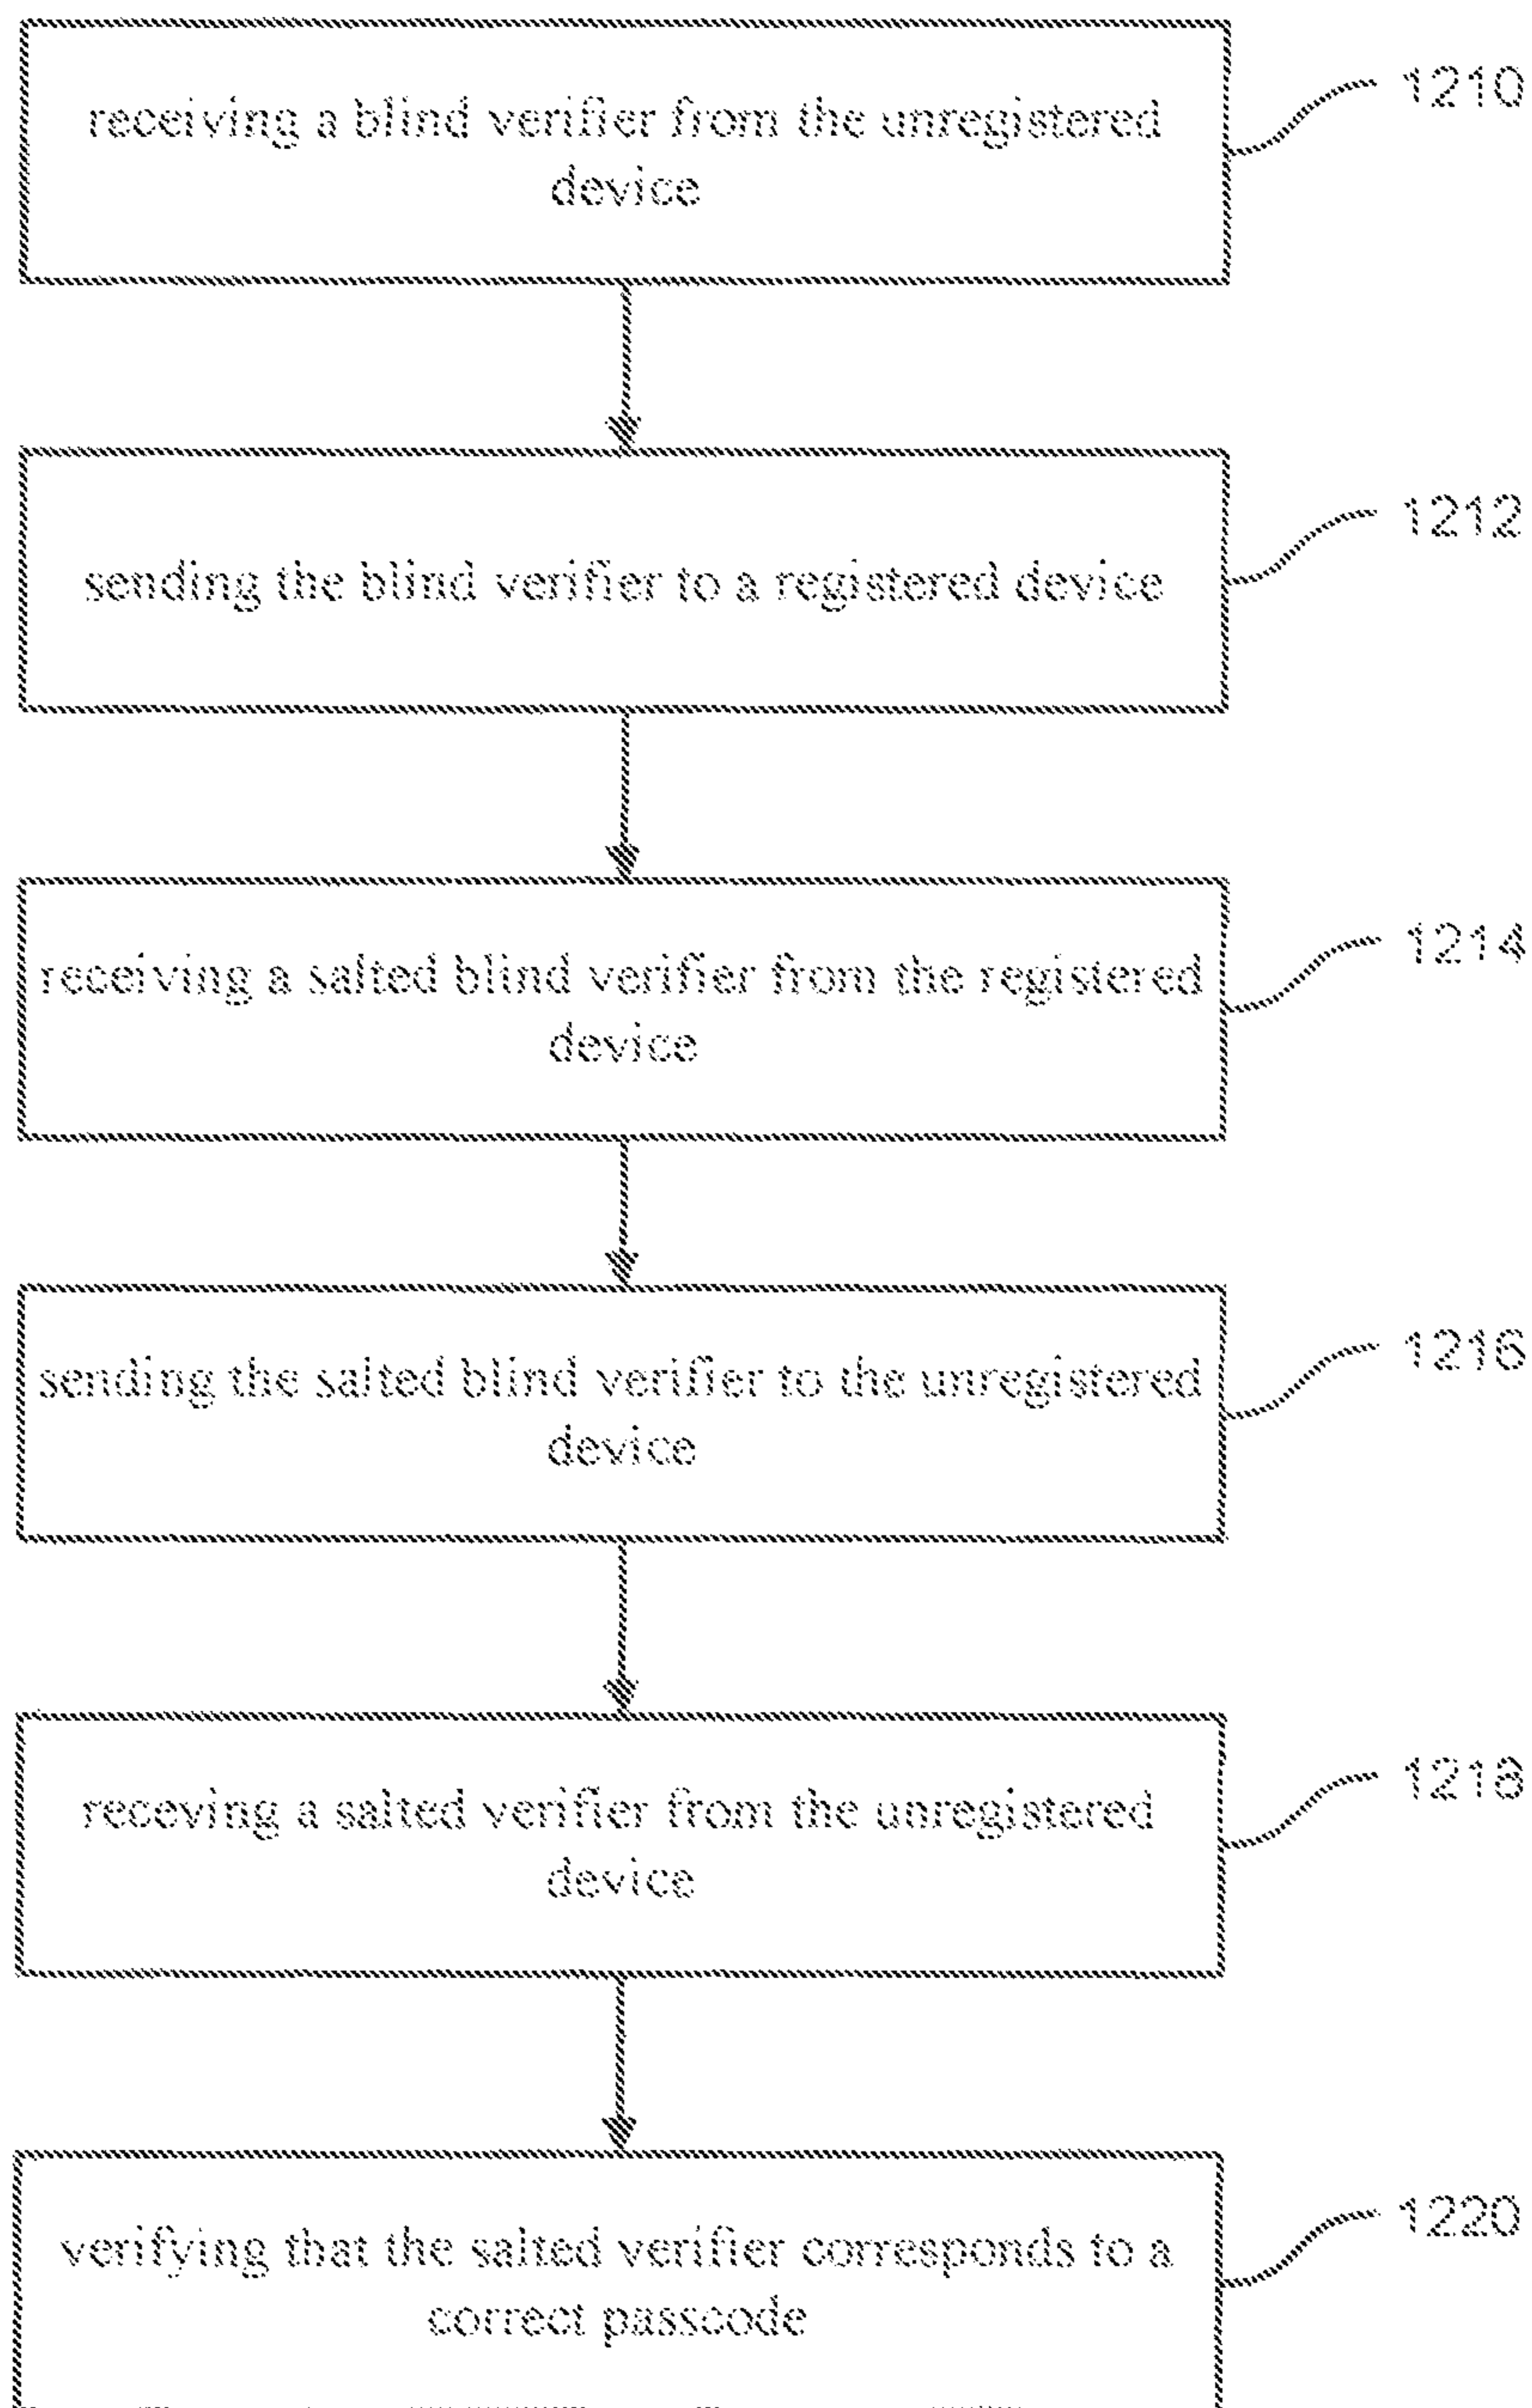 receiving a blind verifier from the unregistered
device
1210
sending the blind verifier to a registered device
1212
receiving a salted blind verifier from the registered
device
1214
sending the salted blind verifier to the unregistered
device
1216
receving a salted verifier from the unregistered
device
1218
verifying that the salted verifier corresponds to a
correct passcode
1220